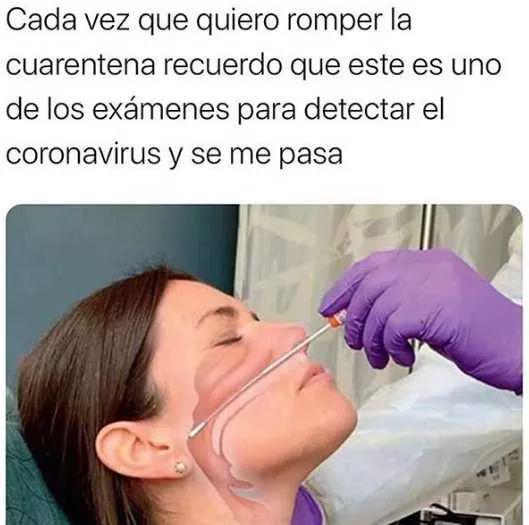 Cada vez que quiero romper la
cuarentena recuerdo que este es uno
de los exámenes para detectar el
coronavirus y se me pasa